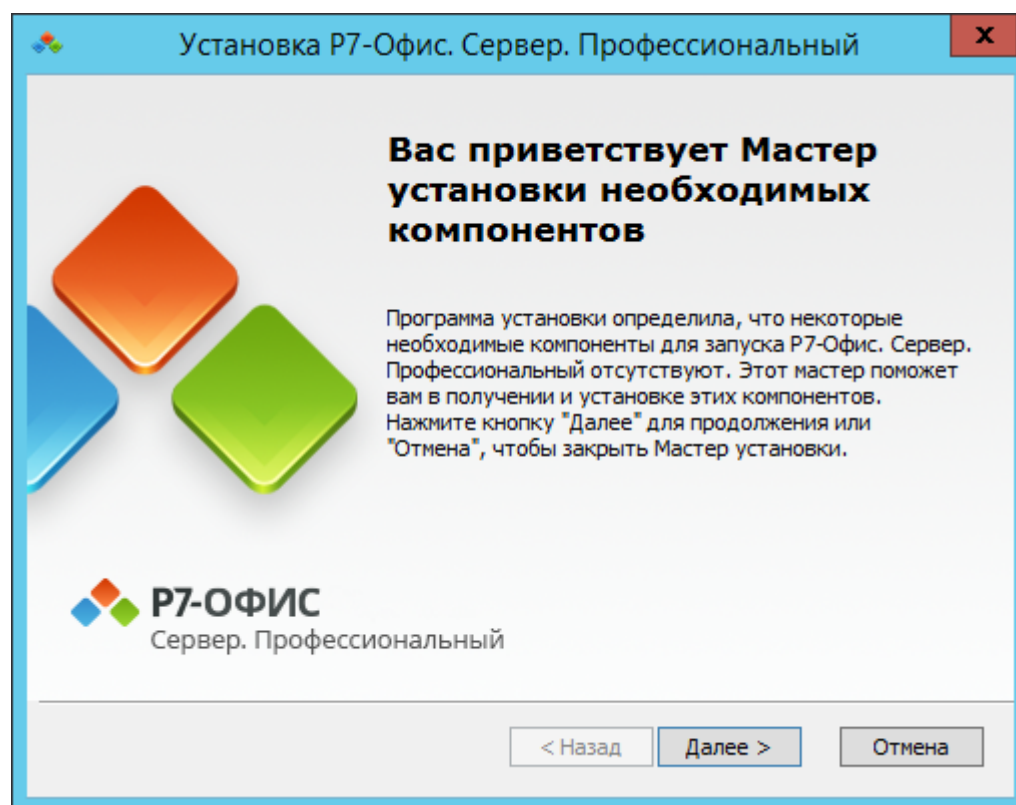 Установка Р7-Офис. Сервер. Профессиональный
x
Вас приветствует Мастер
установки необходимых
компонентов
Программа установки определила, что некоторые
необходимые компоненты для запуска Р7-Офис. Сервер.
Профессиональный отсутствуют. Этот мастер поможет
вам в получении и установке этих компонентов.
Нажмите кнопку "Далее" для продолжения или
"Отмена", чтобы закрыть Мастер установки.
Р7-ОФИС
Сервер. Профессиональный
< Назад
Далее >
Отмена